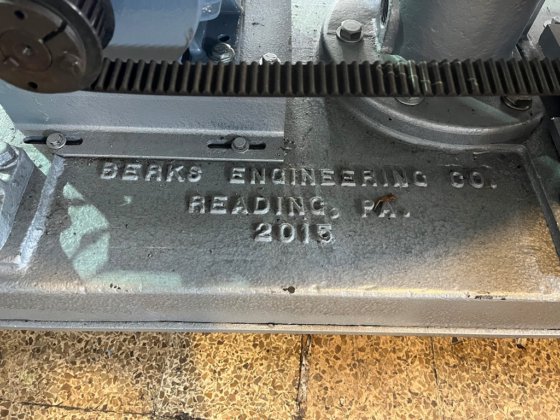 BERKS ENGINEERING CO.
READING, PA.
2015